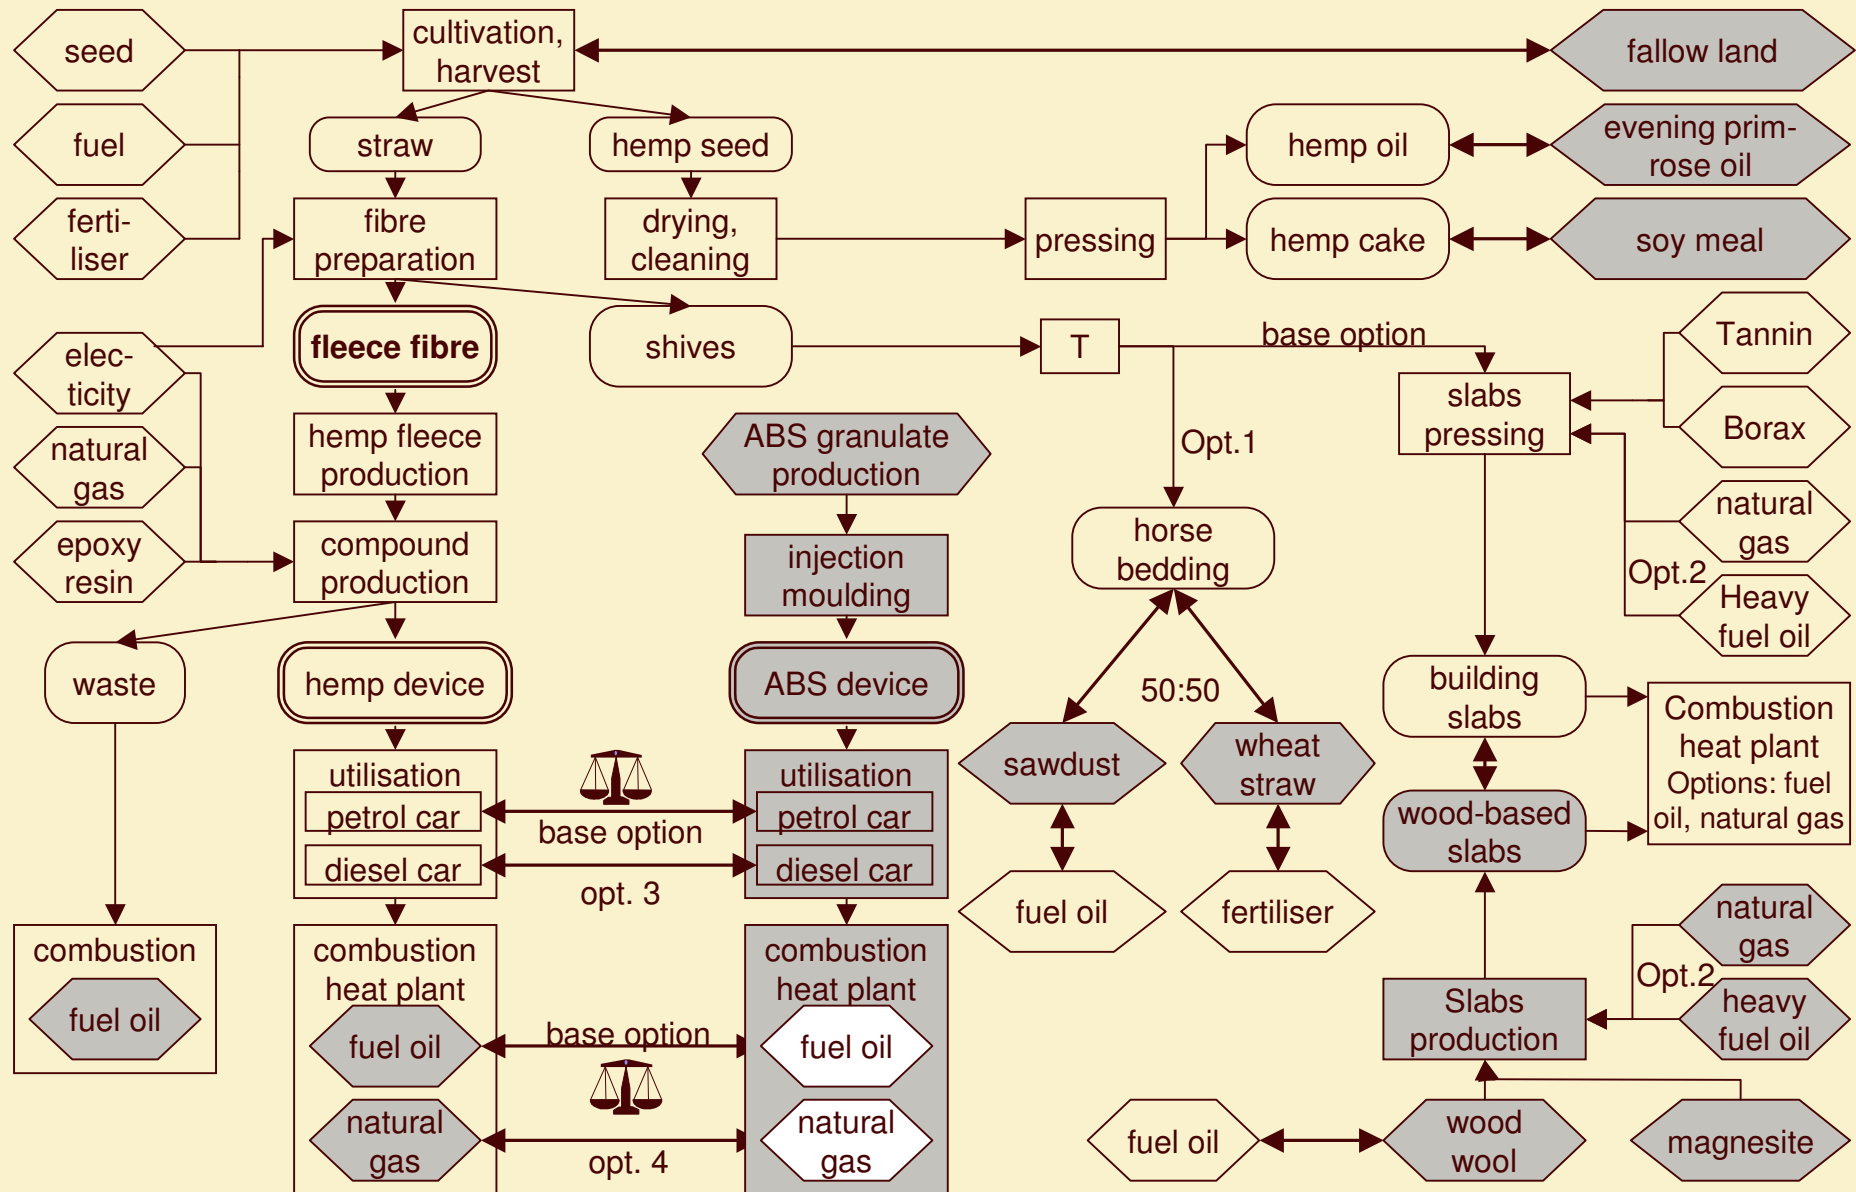 seed
cultivation,
harvest
fallow land
fuel
straw
hemp seed
hemp oil
evening prim-
rose oil
ferti-
liser
fibre
preparation
drying,
cleaning
pressing
hemp cake
soy meal
elec-
ticity
fleece fibre
shives
T
base option
Tannin
slabs
pressing
Borax
natural
gas
hemp fleece
production
ABS granulate
production
Opt.1
epoxy
resin
compound
production
injection
moulding
horse
bedding
natural
gas
Opt.2
Heavy
fuel oil
waste
hemp device
ABS device
50:50
building
slabs
Combustion
heat plant
Options: fuel
oil, natural gas
utilisation
petrol car
diesel car
base option
opt. 3
utilisation
petrol car
diesel car
sawdust
wheat
straw
wood-based
slabs
fuel oil
fertiliser
combustion
fuel oil
combustion
heat plant
fuel oil
natural
gas
base option
opt. 4
combustion
heat plant
fuel oil
natural
gas
natural
gas
Opt.2
heavy
fuel oil
Slabs
production
fuel oil
wood
wool
magnesite